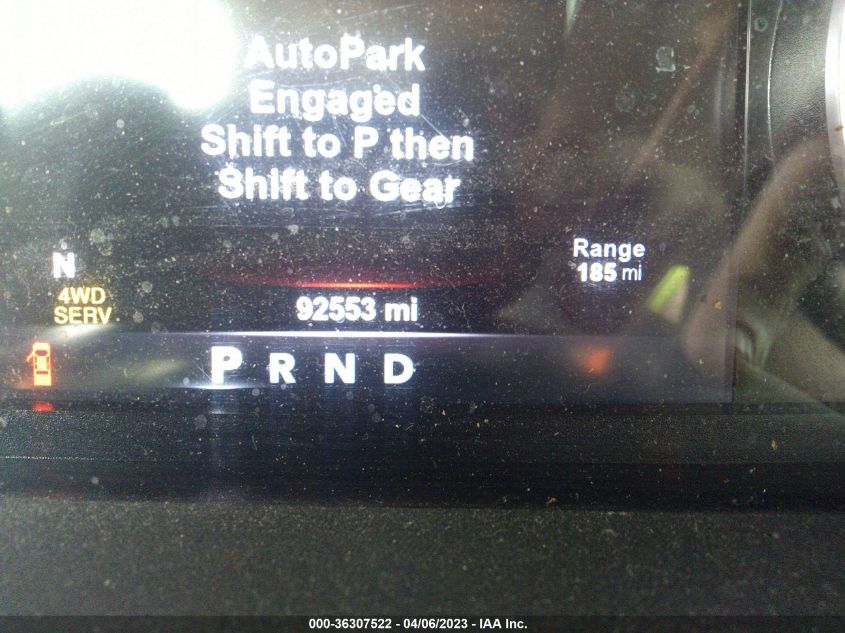 AutoPark
Engaged
Shift to P then
Shift to Gear
N
Range
185 mi
4WD
SERV
92553 mi
P R N D
000-36307522 - 04/06/2023 - IAA Inc.